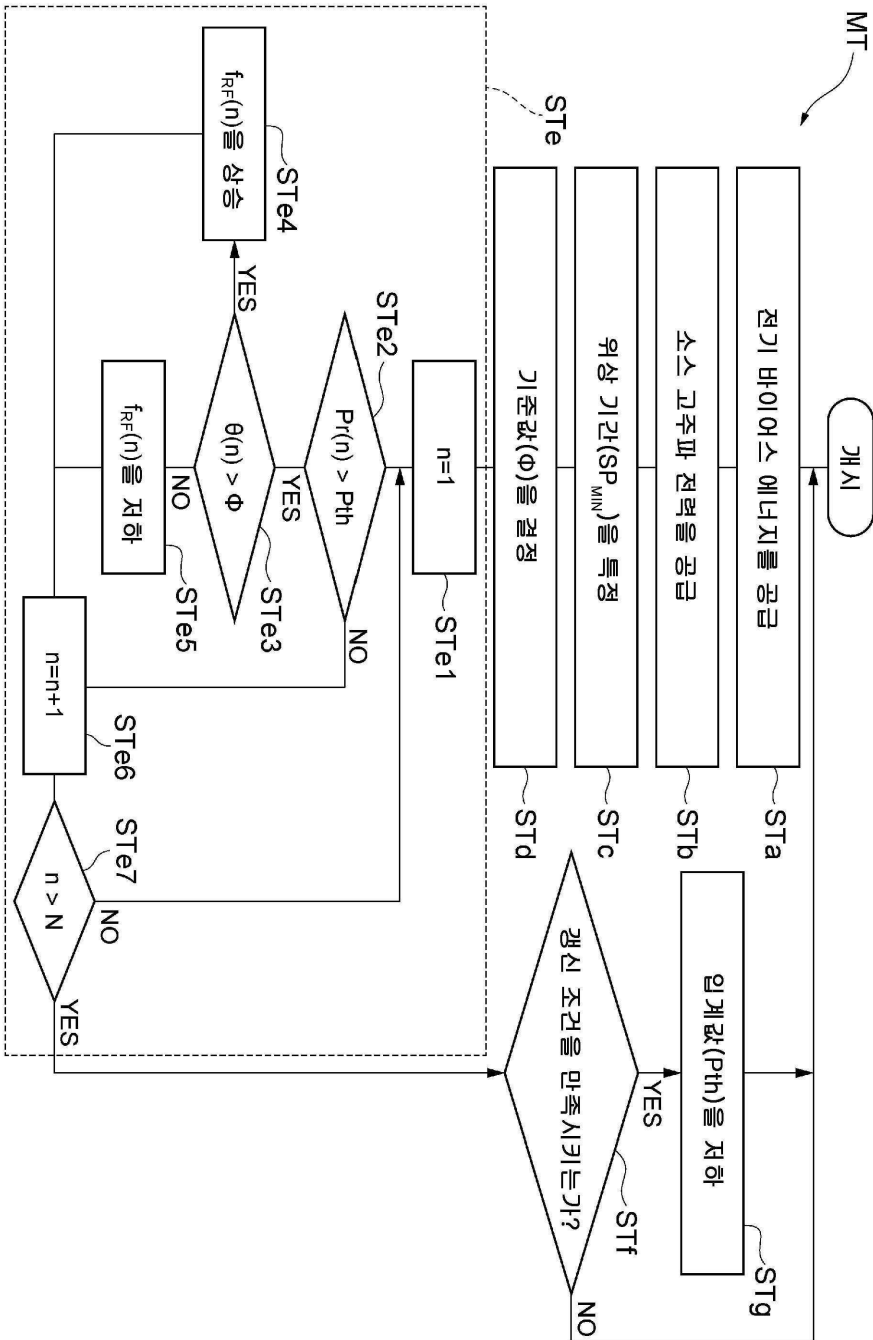 MT
개시
전기 바이어스 에너지를 공급
STa
소스 고주파 전력을 공급
STb
위상 기간(SP_MIN)을 특정
STc
기준값(Φ)을 결정
STd
STe
n=1
STe1
Pr(n) > Pth
STe2
YES
NO
θ(n) > Φ
STe3
YES
NO
f_RF(n)을 상승
STe4
f_RF(n)을 저하
STe5
n=n+1
STe6
n > N
STe7
NO
YES
갱신 조건을 만족시키는가?
STf
YES
NO
임계값(Pth)을 저하
STg